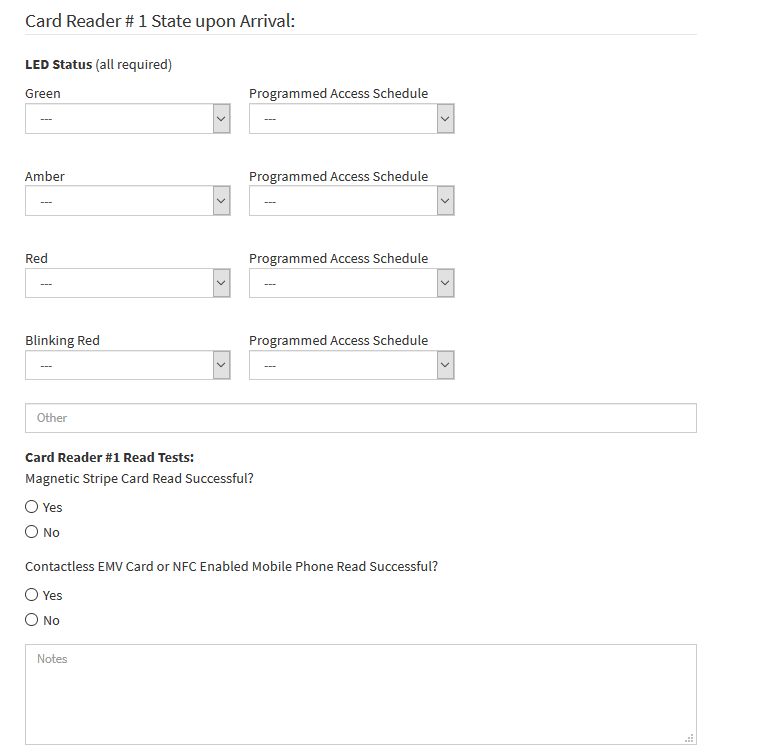 Card Reader # 1 State upon Arrival:
LED Status (all required)
Green Programmed Access Schedule
--- ---
Amber Programmed Access Schedule
--- ---
Red Programmed Access Schedule
--- ---
Blinking Red Programmed Access Schedule
--- ---
Other
Card Reader #1 Read Tests:
Magnetic Stripe Card Read Successful?
Yes
No
Contactless EMV Card or NFC Enabled Mobile Phone Read Successful?
Yes
No
Notes